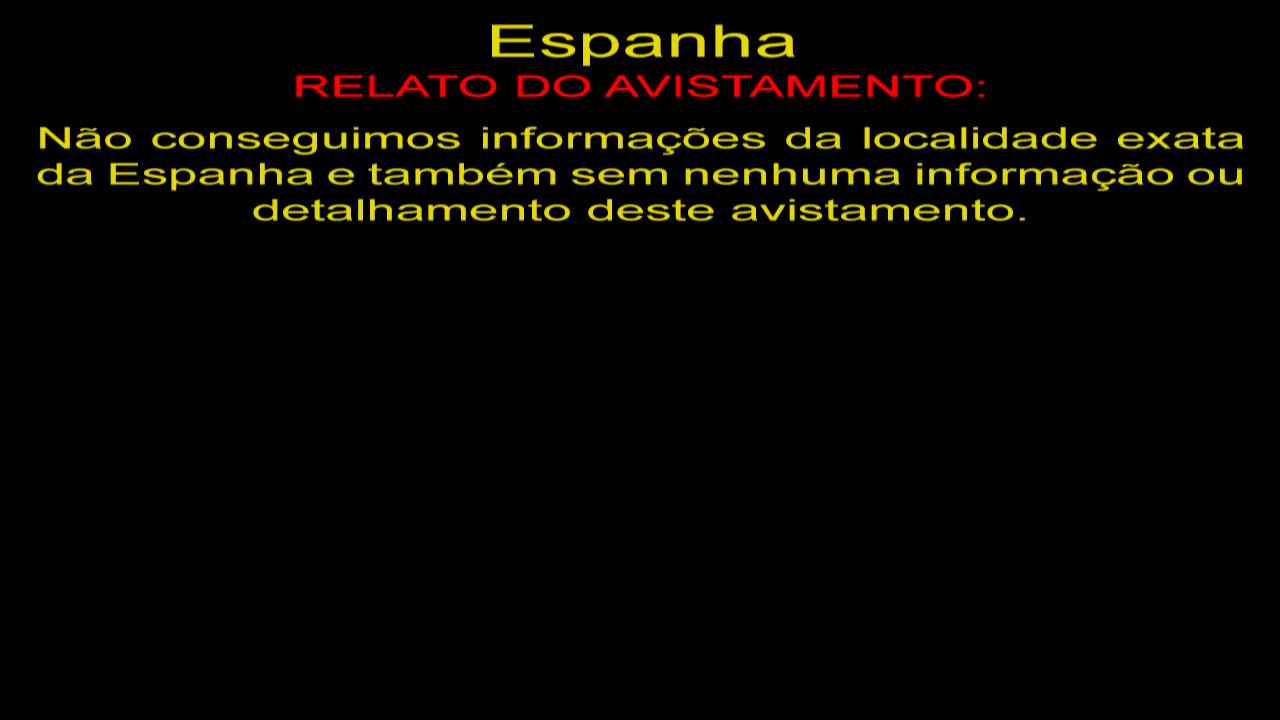 Espanha
RELATO DO AVISTAMENTO:
Não conseguimos informações da localidade exata
da Espanha e também sem nenhuma informação ou
detalhamento deste avistamento.